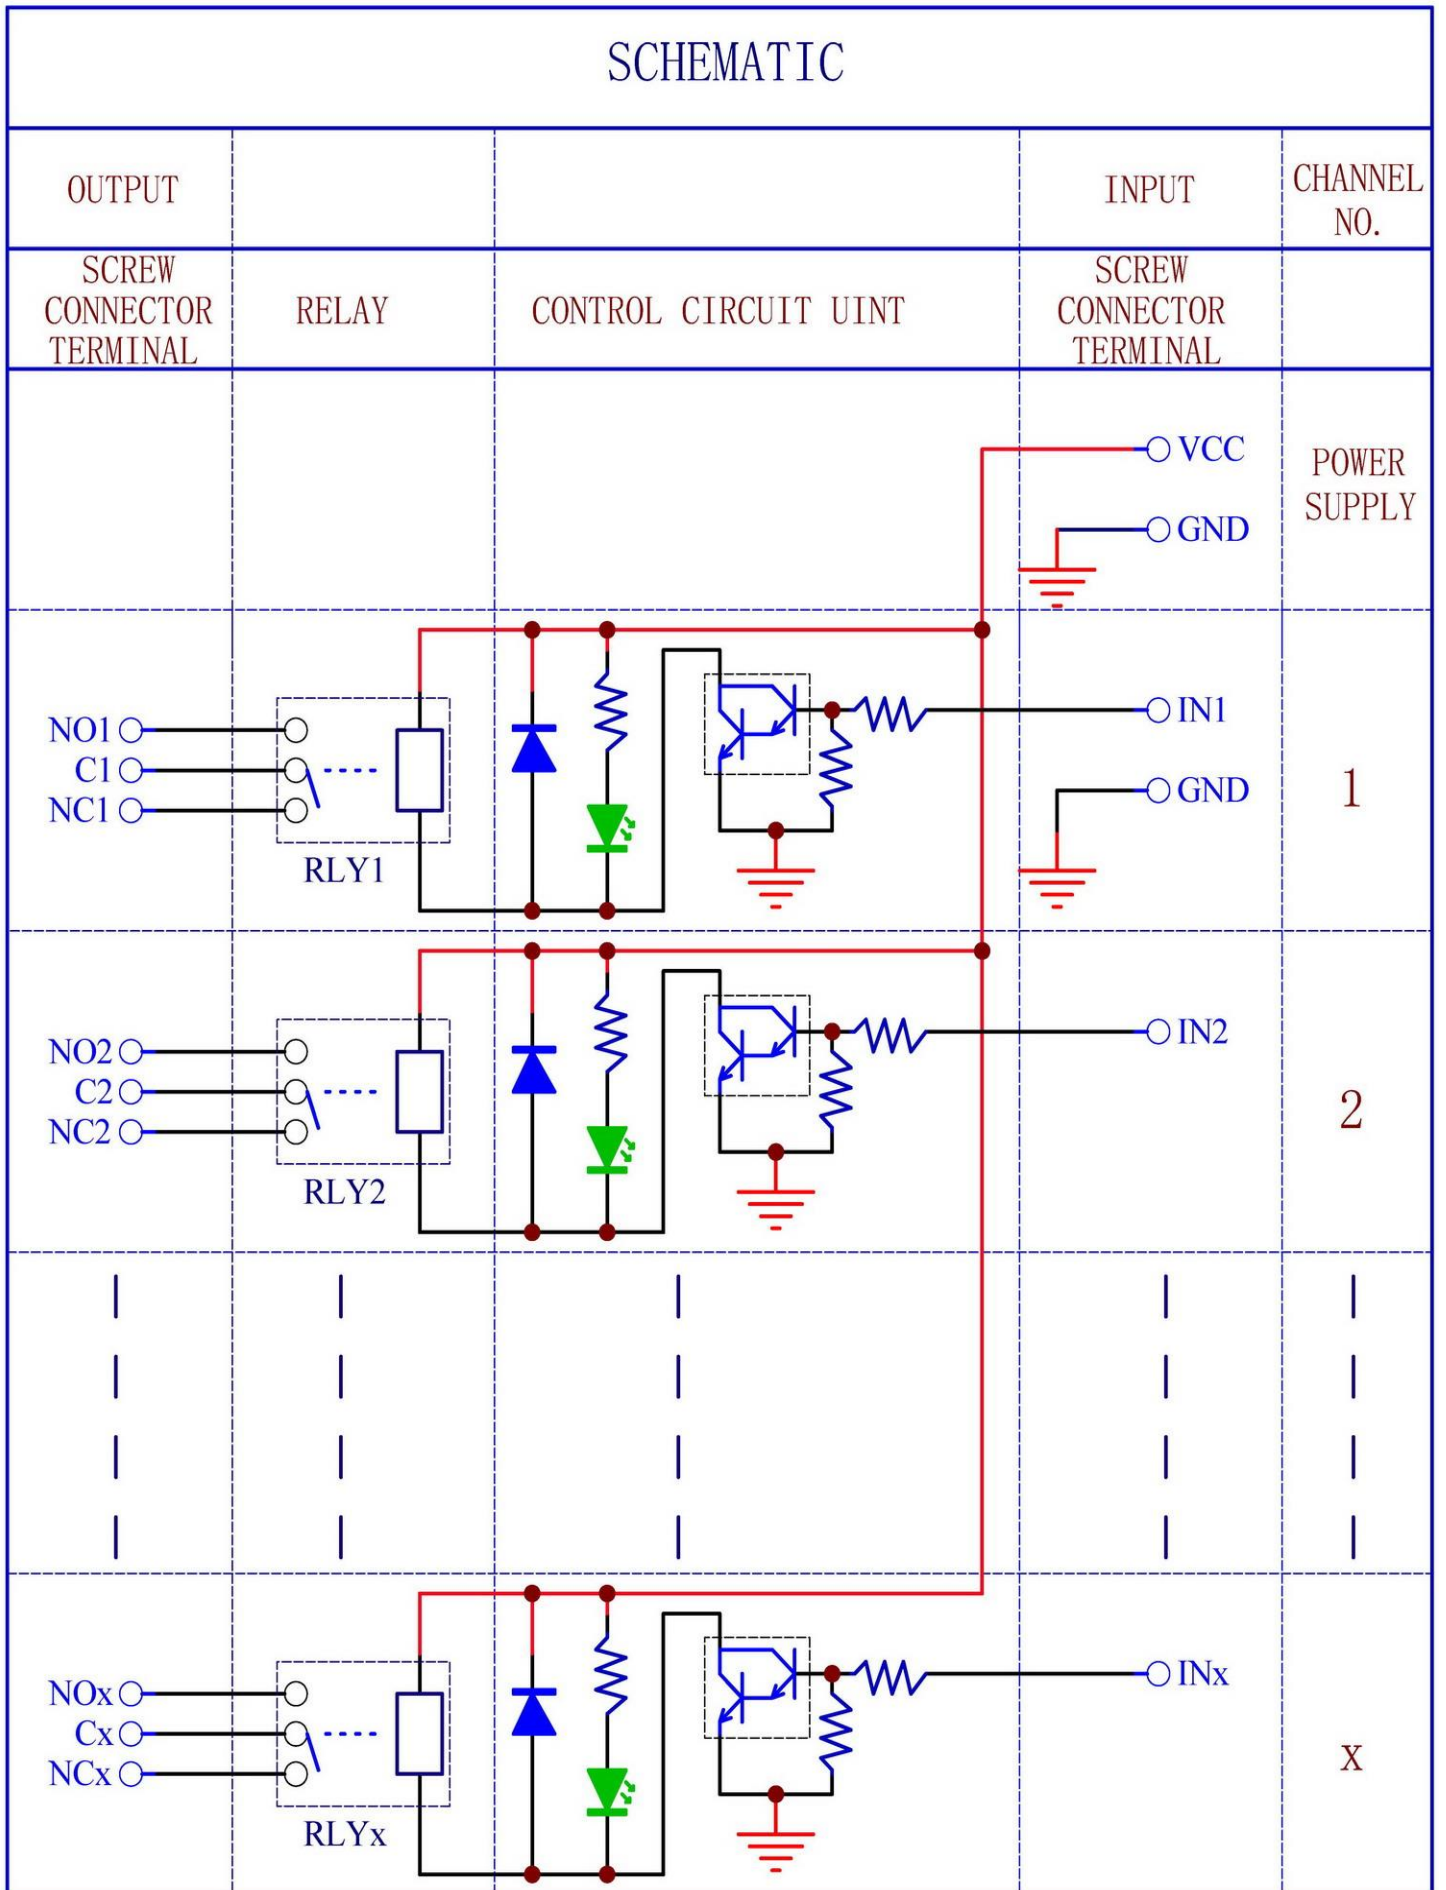 SCHEMATIC
OUTPUT
INPUT
CHANNEL
NO.
SCREW
CONNECTOR
TERMINAL
RELAY
CONTROL CIRCUIT UINT
SCREW
CONNECTOR
TERMINAL
VCC
GND
POWER
SUPPLY
NO1
C1
NC1
RLY1
IN1
GND
1
NO2
C2
NC2
RLY2
IN2
2
NOx
Cx
NCx
RLYx
INx
x